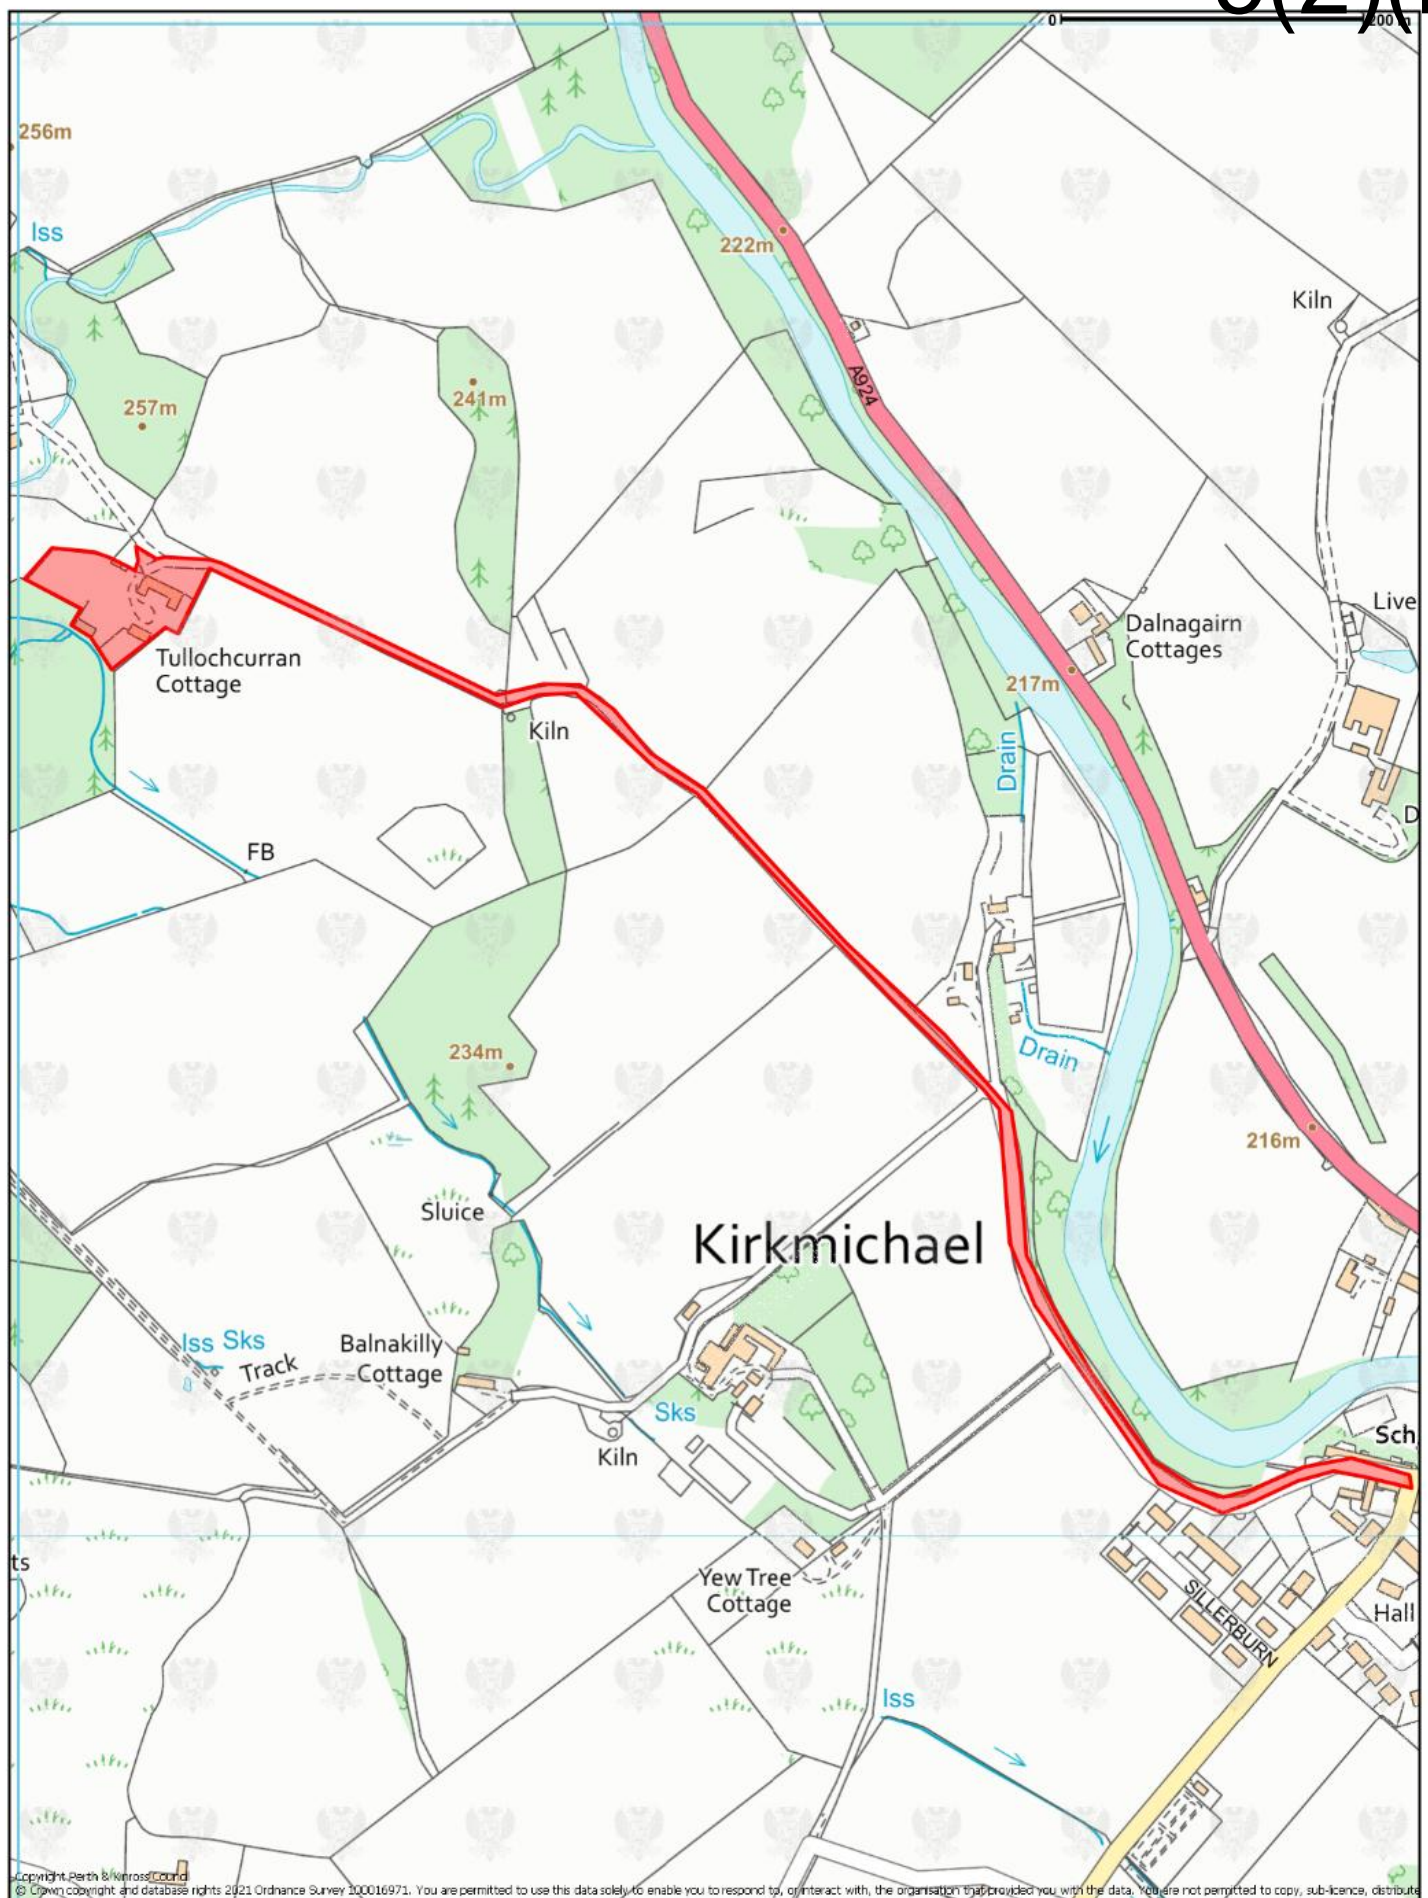 0
200 m
256m
Iss
222m
Kiln
A924
257m
241m
Live
Dalnagairn
Cottages
Tullochcurran
Cottage
217m
Kiln
Drain
D
FB
234m
Drain
216m
Sluice
Kirkmichael
Iss Sks
Track
Balnakilly
Cottage
Sks
Kiln
Sch
ts
Yew Tree
Cottage
SILLERBURN
Hall
Iss
Copyright Perth & Kinross Council
© Crown copyright and database rights 2021 Ordnance Survey 100016971. You are permitted to use this data solely to enable you to respond to, or interact with, the organisation that provided you with the data. You are not permitted to copy, sub-licence, distribute